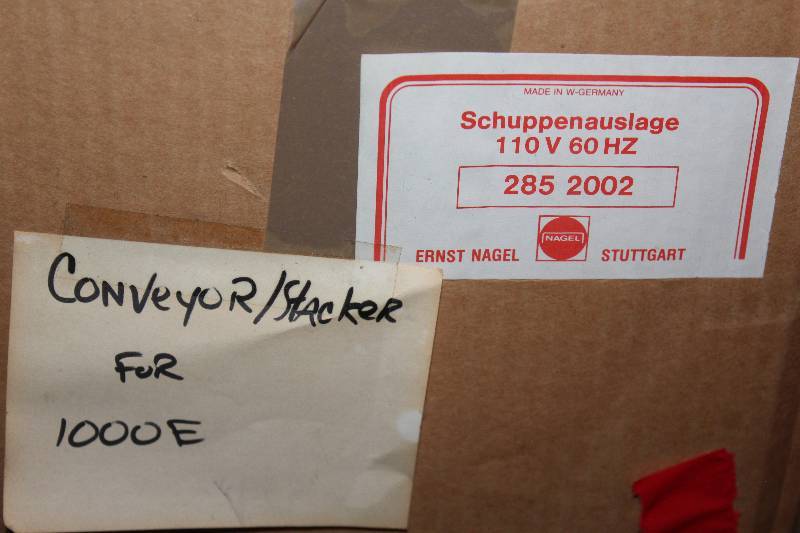 MADE IN W-GERMANY
Schuppenauslage
110 V 60 HZ
285 2002
ERNST NAGEL NAGEL STUTTGART
CONVEYOR/STACKER
FOR
1000E